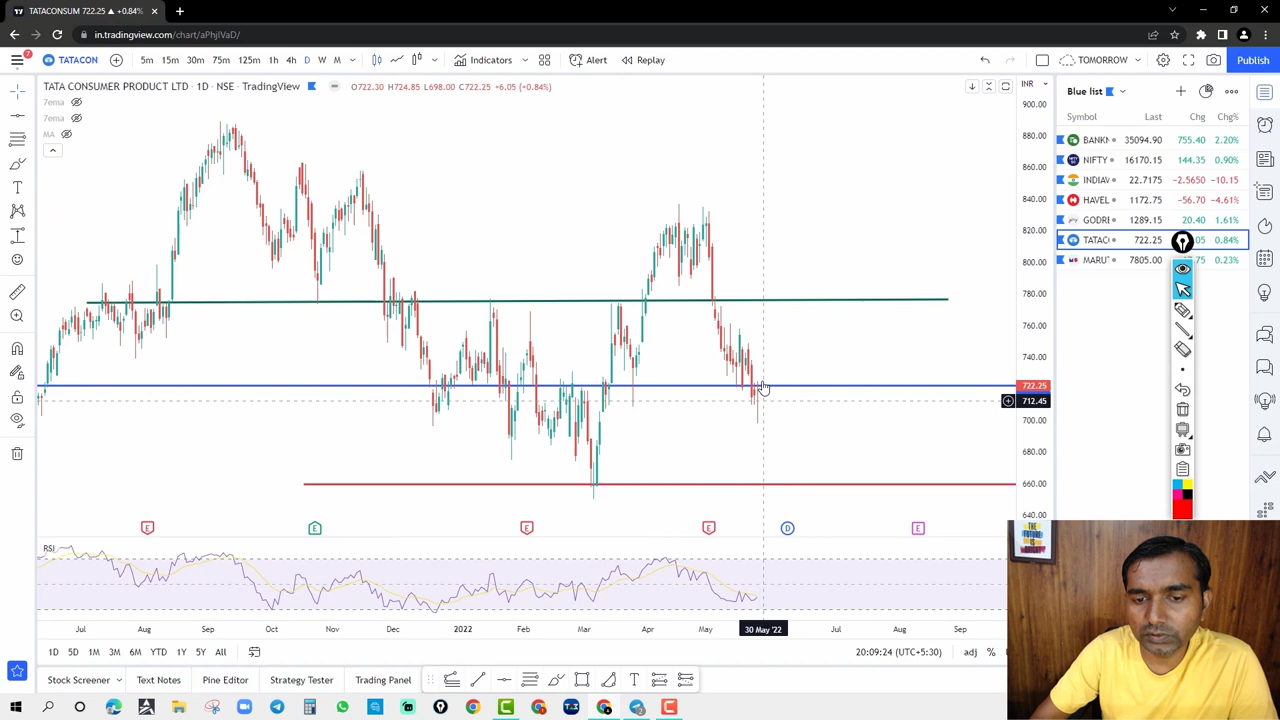 TATACONSUM 722.25 ▲ +0.84%
in.tradingview.com/chart/aPhjIVaD/
7
TATACON 5m 15m 30m 75m 125m 1h 4h D W M Indicators Alert Replay TOMORROW Publish
TATA CONSUMER PRODUCT LTD · 1D · NSE · TradingView O722.30 H724.85 L698.00 C722.25 +6.05 (+0.84%)
7ema
7ema
MA
INR
900.00
880.00
860.00
840.00
820.00
800.00
780.00
760.00
740.00
722.25
712.45
700.00
680.00
660.00
640.00
E E E E D E
RSI
Jul Aug Sep Oct Nov Dec 2022 Feb Mar Apr May 30 May '22 Jul Aug Sep
1D 5D 1M 3M 6M YTD 1Y 5Y All 20:09:24 (UTC+5:30) adj %
Stock Screener Text Notes Pine Editor Strategy Tester Trading Panel
Blue list
Symbol Last Chg Chg%
BANKN 35094.90 755.40 2.20%
NIFTY 16170.15 144.35 0.90%
INDIAV 22.7175 −2.5650 −10.15
HAVEL 1172.75 −56.70 −4.61%
GODRE 1289.15 20.40 1.61%
TATAC 722.25 05 0.84%
MARUT 7805.00 0.23%
THE
FUTURE
IS
BRIGHT